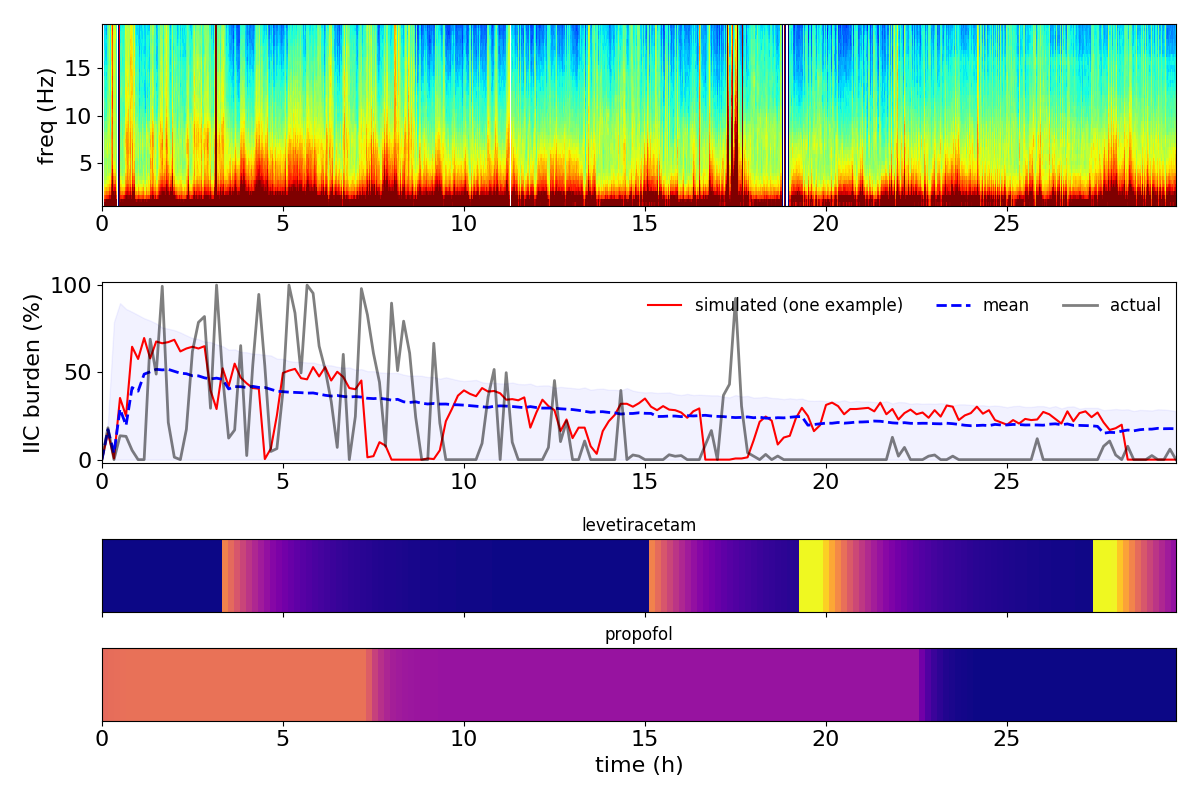 freq (Hz)
15
10
5
0 5 10 15 20 25
IIC burden (%)
100
50
0
simulated (one example) mean actual
0 5 10 15 20 25
levetiracetam
propofol
0 5 10 15 20 25
time (h)